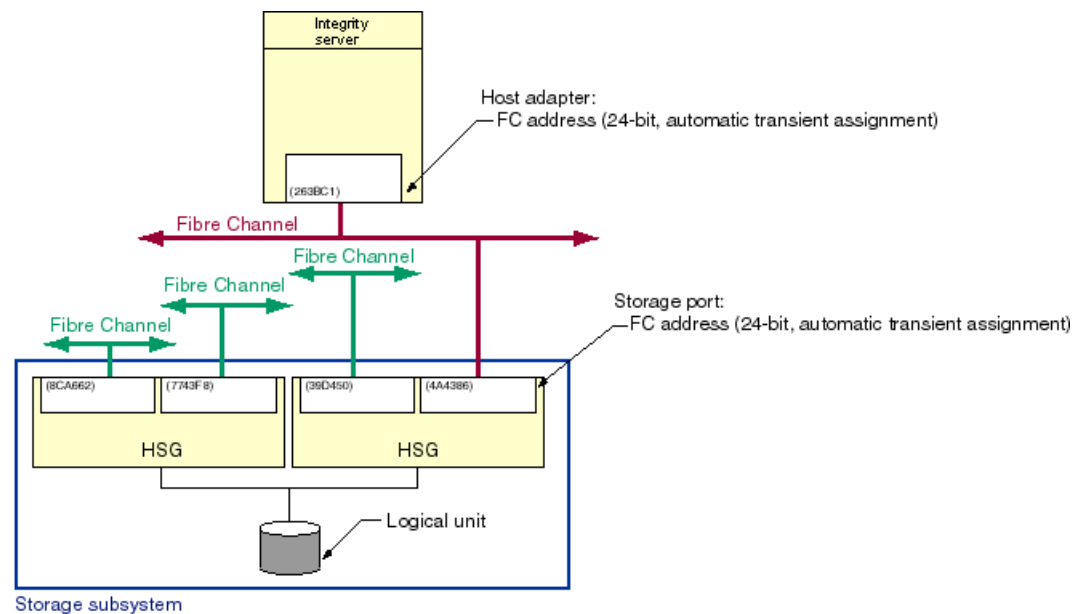 Integrity
server
Host adapter:
FC address (24-bit, automatic transient assignment)
(263BC1)
Fibre Channel
Fibre Channel
Fibre Channel
Fibre Channel
Storage port:
FC address (24-bit, automatic transient assignment)
(8CA662)
(7743F8)
(39D450)
(4A4386)
HSG
HSG
Logical unit
Storage subsystem